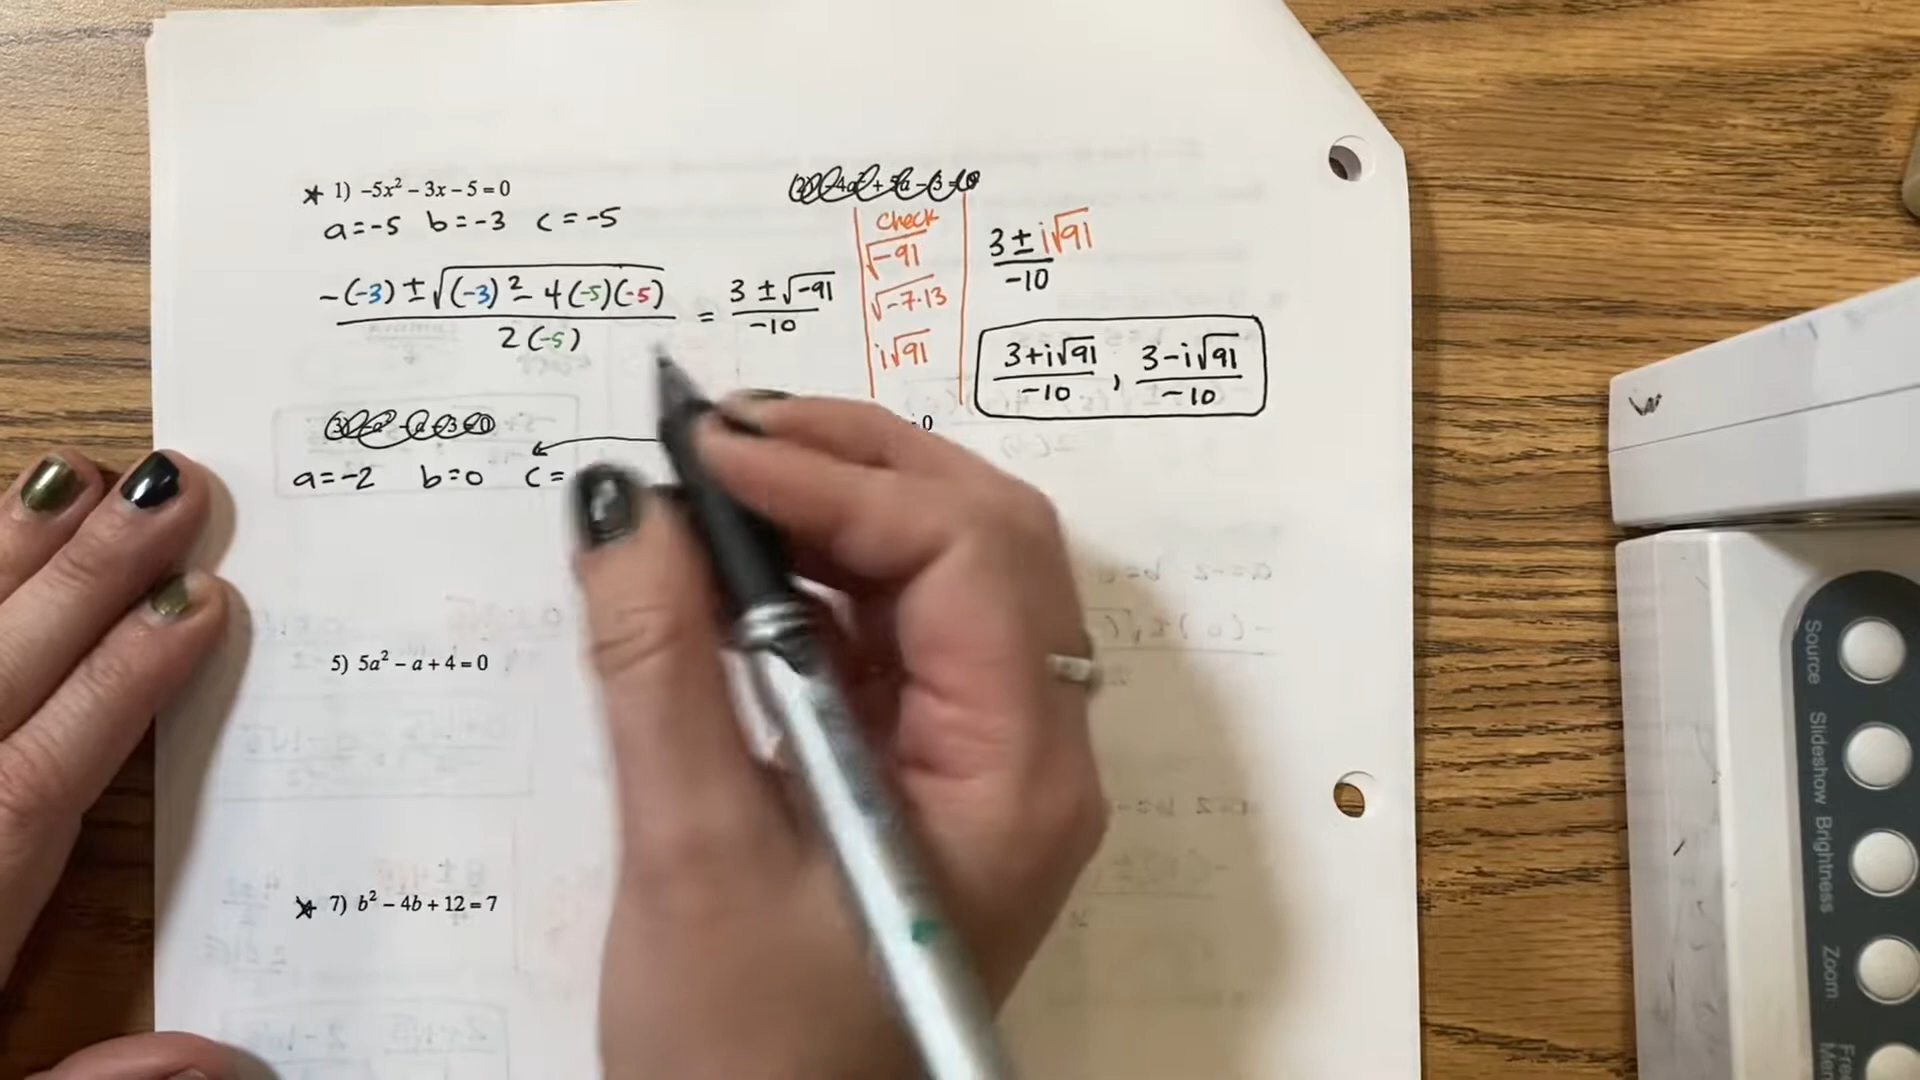 1) -5x² - 3x - 5 = 0
a=-5 b=-3 c=-5
-(-3) ± √(-3)² - 4(-5)(-5)
2(-5)
=
3 ± √-91
-10
check
√-91
√-7·13
i√91
3 ± i√91
-10
3+i√91
-10
,
3-i√91
-10
0
a=-2 b=0 c=
5) 5a² - a + 4 = 0
7) b² - 4b + 12 = 7
Source
Slideshow
Brightness
Zoom